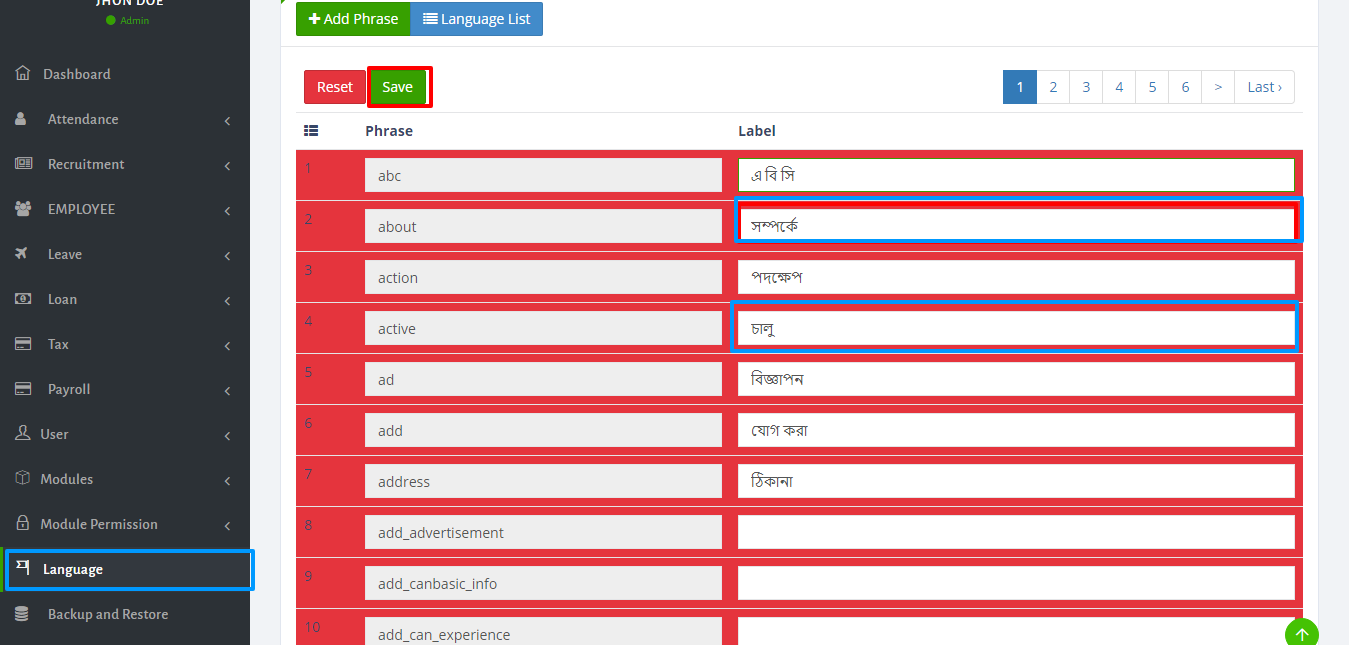 JHON DOE
Admin
Dashboard
Attendance
Recruitment
EMPLOYEE
Leave
Loan
Tax
Payroll
User
Modules
Module Permission
Language
Backup and Restore
Add Phrase Language List
Reset Save 1 2 3 4 5 6 > Last ›
Phrase Label
1 abc এ বি সি
2 about সম্পর্কে
3 action পদক্ষেপ
4 active চালু
5 ad বিজ্ঞাপন
6 add যোগ করা
7 address ঠিকানা
8 add_advertisement
9 add_canbasic_info
10 add_can_experience